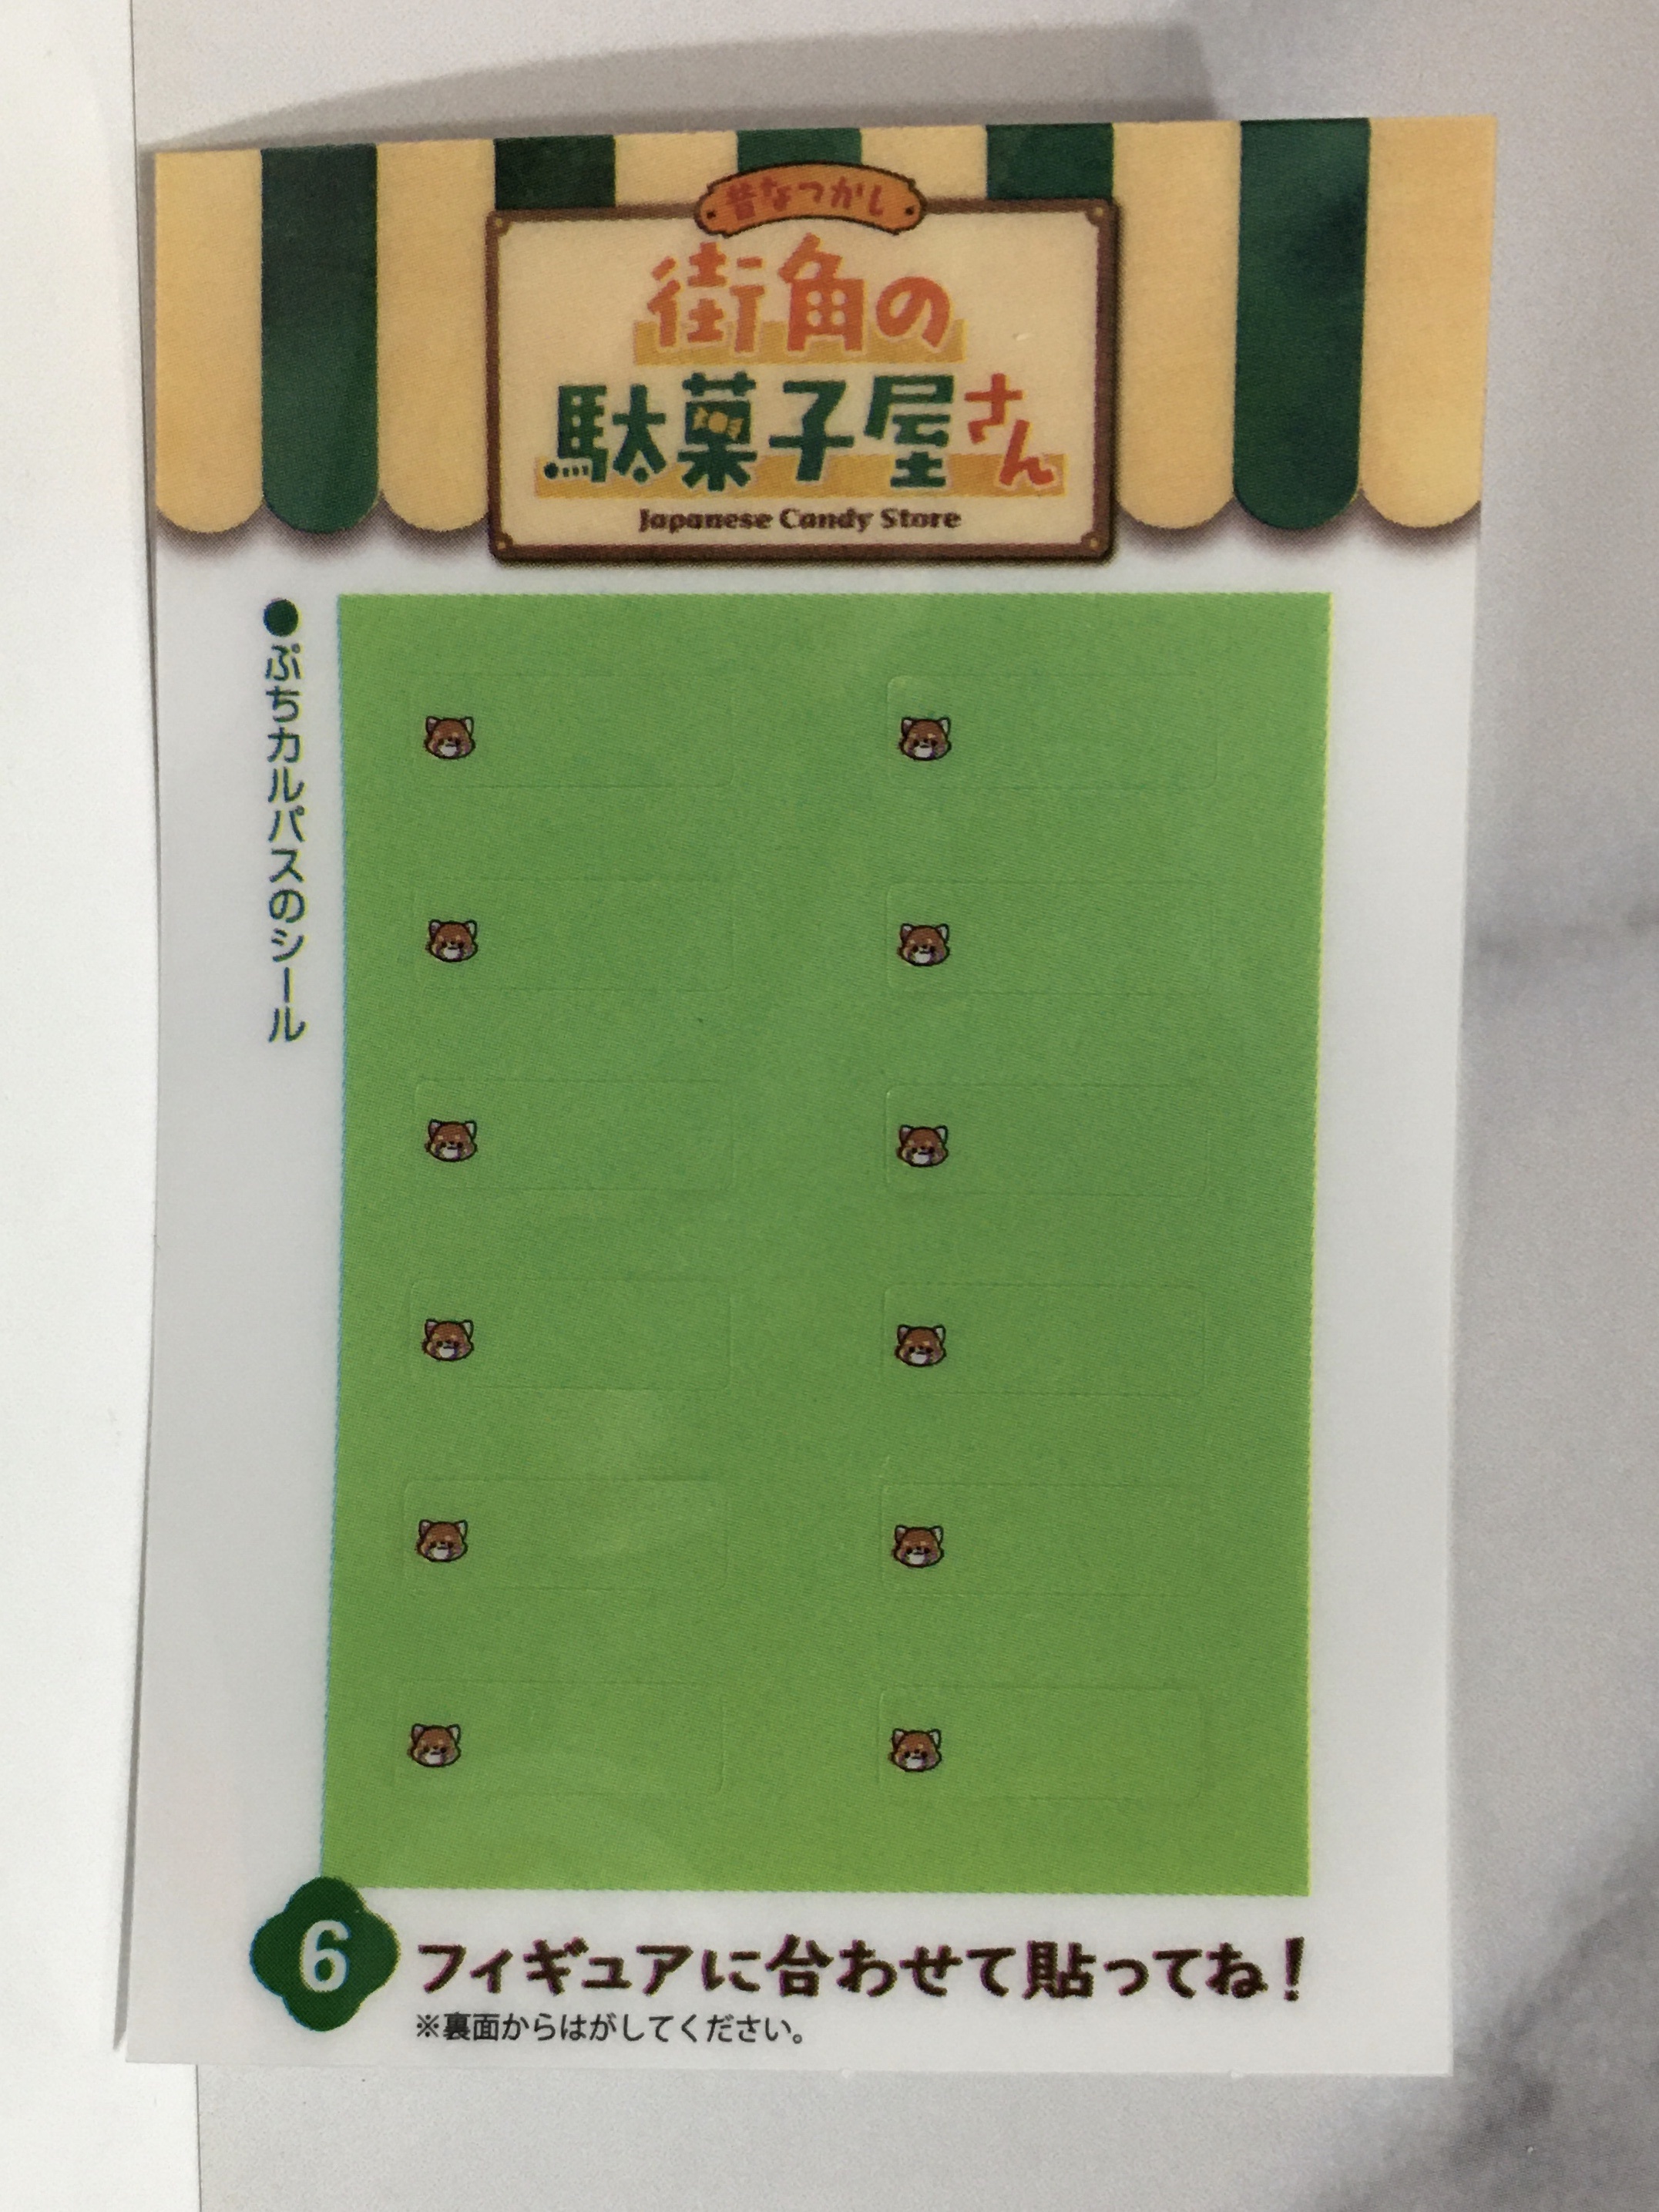 昔なつかし
街角の
駄菓子屋さん
Japanese Candy Store
●ぷちカルパスのシール
6
フィギュアに合わせて貼ってね！
※裏面からはがしてください。